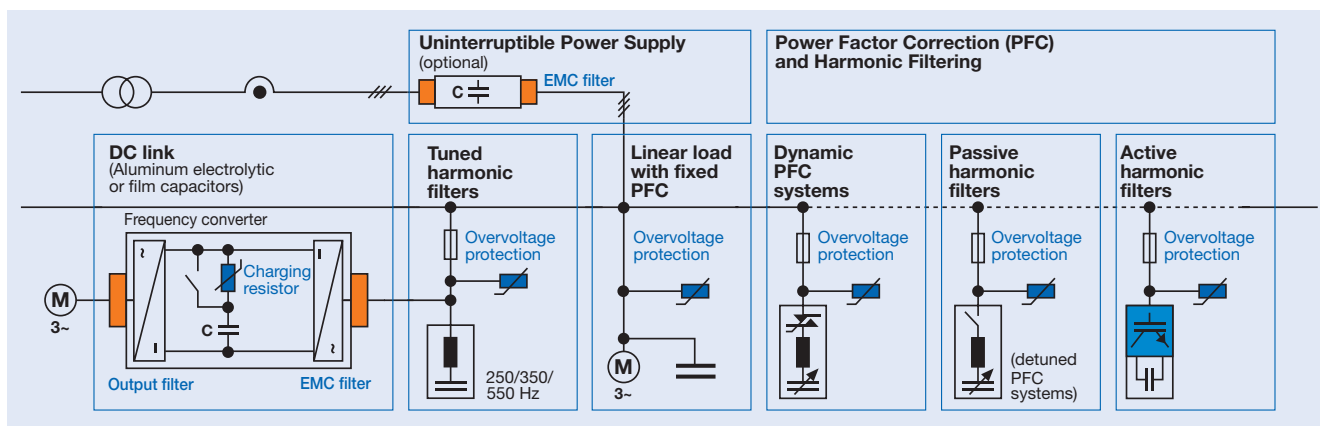 Uninterruptible Power Supply
(optional)
EMC filter
C
Power Factor Correction (PFC)
and Harmonic Filtering
DC link
(Aluminum electrolytic
or film capacitors)
Frequency converter
~
Charging
resistor
C
~
M
3~
Output filter
EMC filter
Tuned
harmonic
filters
Overvoltage
protection
250/350/
550 Hz
Linear load
with fixed
PFC
Overvoltage
protection
M
3~
Dynamic
PFC
systems
Overvoltage
protection
Passive
harmonic
filters
Overvoltage
protection
(detuned
PFC
systems)
Active
harmonic
filters
Overvoltage
protection